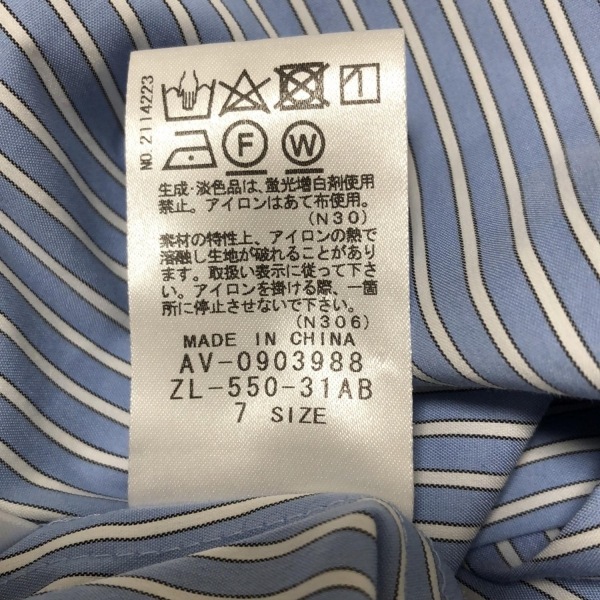 NO.2114223
F W
生成・淡色品は、蛍光増白剤使用
禁止。アイロンはあて布使用。
(N30)
素材の特性上、アイロンの熱で
溶融し生地が破れることがあり
ます。取扱い表示に従って下さ
い。アイロンを掛ける際、一箇
所に停止させないで下さい。
(N306)
MADE IN CHINA
AV-0903988
ZL-550-31AB
7 SIZE